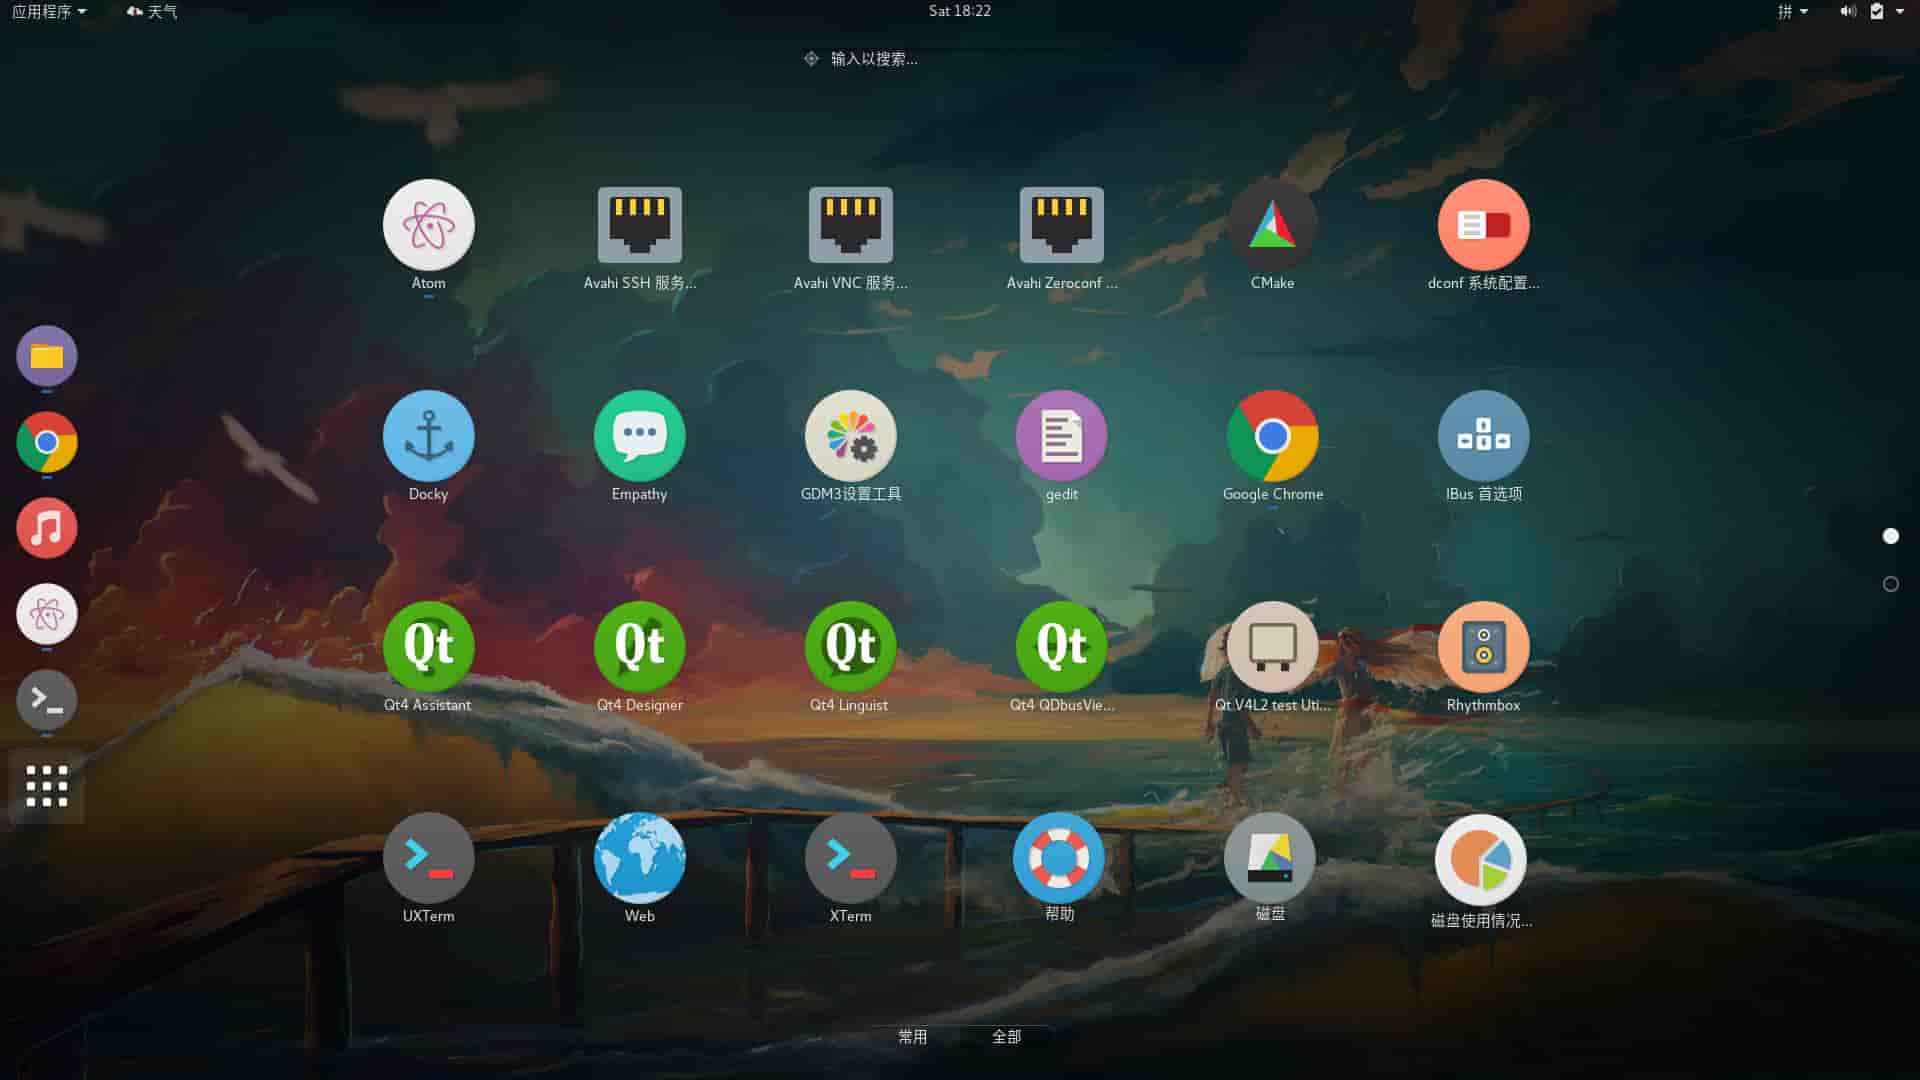 应用程序
天气
Sat 18:22
拼
输入以搜索...
Atom
Avahi SSH 服务...
Avahi VNC 服务...
Avahi Zeroconf ...
CMake
dconf 系统配置...
Docky
Empathy
GDM3设置工具
gedit
Google Chrome
IBus 首选项
Qt
Qt
Qt
Qt
Qt4 Assistant
Qt4 Designer
Qt4 Linguist
Qt4 QDbusVie...
Qt V4L2 test Uti...
Rhythmbox
UXTerm
Web
XTerm
帮助
磁盘
磁盘使用情况...
常用
全部